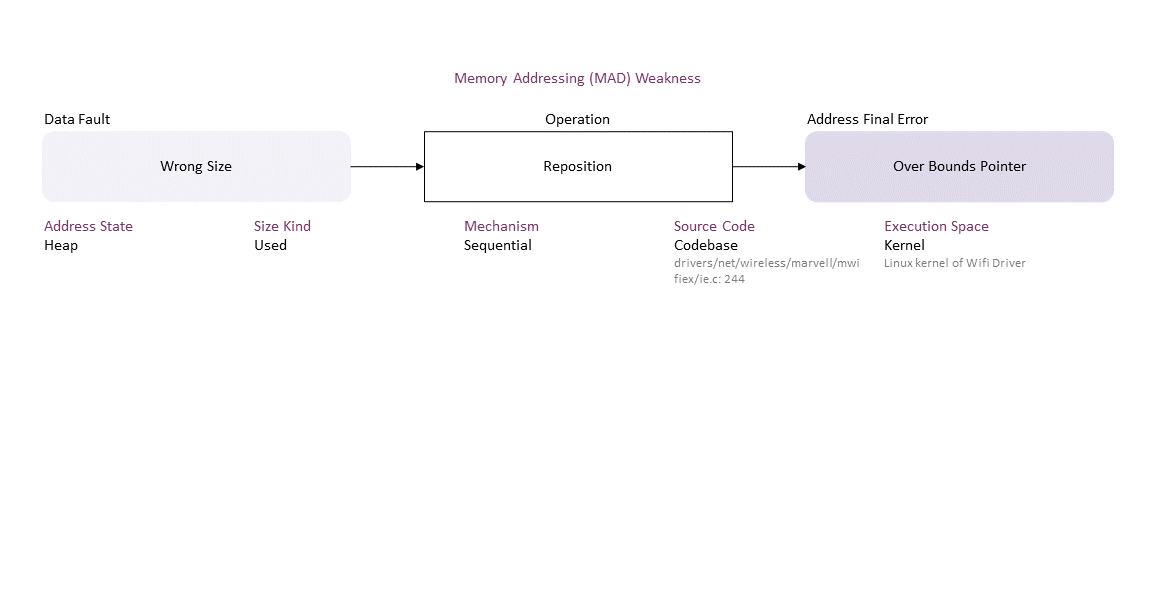 Memory Addressing (MAD) Weakness
Data Fault
Operation
Address Final Error
Wrong Size
Reposition
Over Bounds Pointer
Address State
Heap
Size Kind
Used
Mechanism
Sequential
Source Code
Codebase
drivers/net/wireless/marvell/mwi
fiex/ie.c: 244
Execution Space
Kernel
Linux kernel of Wifi Driver